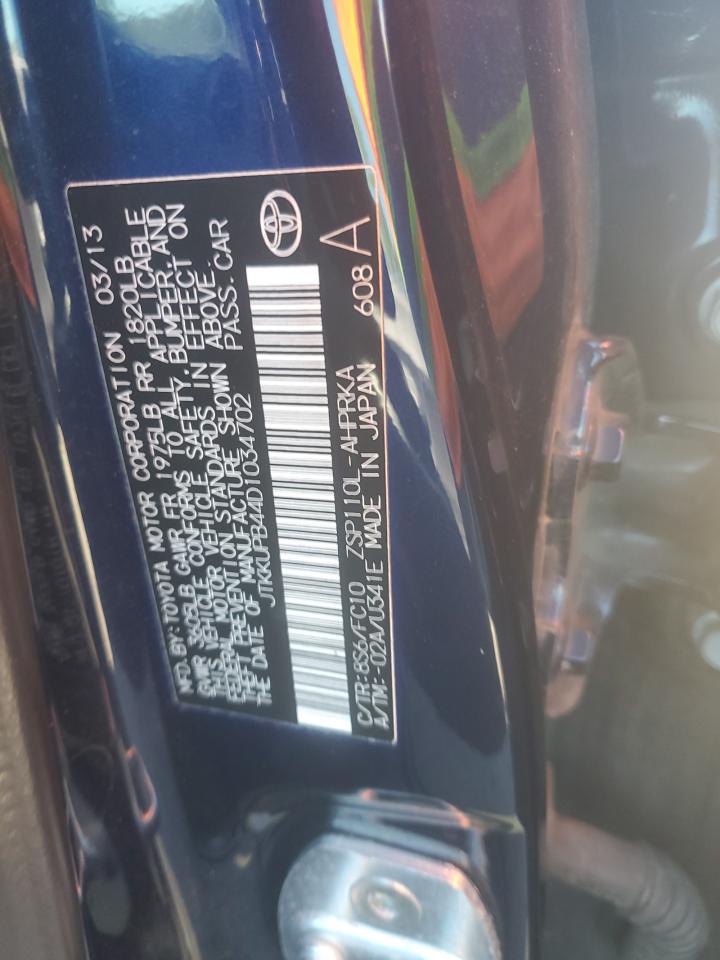 MFD. BY: TOYOTA MOTOR CORPORATION 03/13
GVWR 3605LB GAWR FR 1975LB RR 1820LB
THIS VEHICLE CONFORMS TO ALL APPLICABLE
FEDERAL MOTOR VEHICLE SAFETY, BUMPER, AND
THEFT PREVENTION STANDARDS IN EFFECT ON
THE DATE OF MANUFACTURE SHOWN ABOVE.
JTKKUPB44D1034702 PASS. CAR
C/TR: 8S6/FC10 ZSP110L-AHPRKA
A/TM: -02A/U341E MADE IN JAPAN 608 A